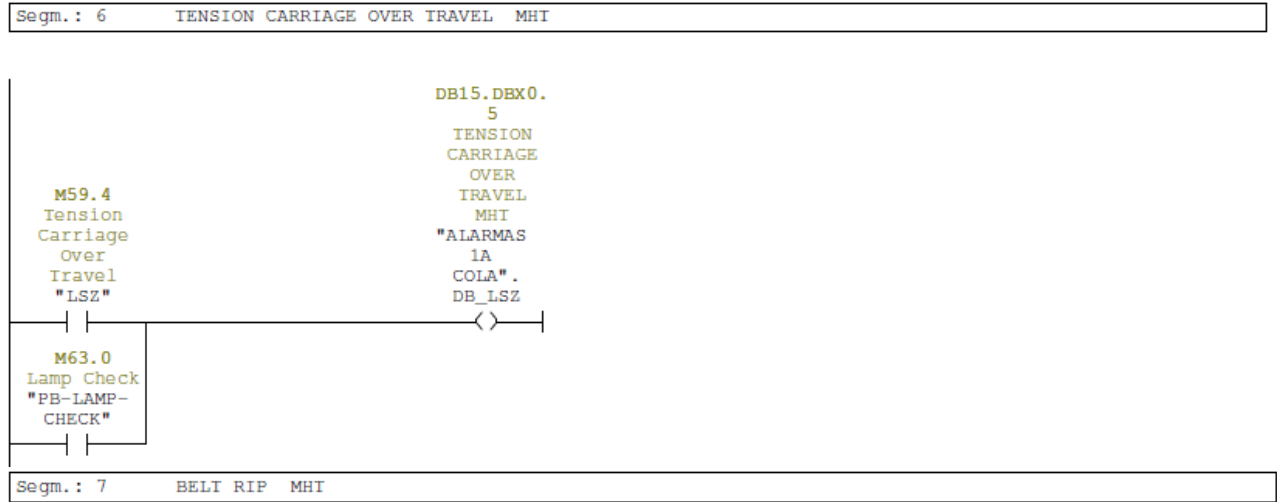 Segm.: 6 TENSION CARRIAGE OVER TRAVEL MHT
DB15.DBX0.
5
TENSION
CARRIAGE
OVER
TRAVEL
MHT
"ALARMAS
1A
COLA".
DB_LSZ
M59.4
Tension
Carriage
Over
Travel
"LSZ"
M63.0
Lamp Check
"PB-LAMP-
CHECK"
Segm.: 7 BELT RIP MHT